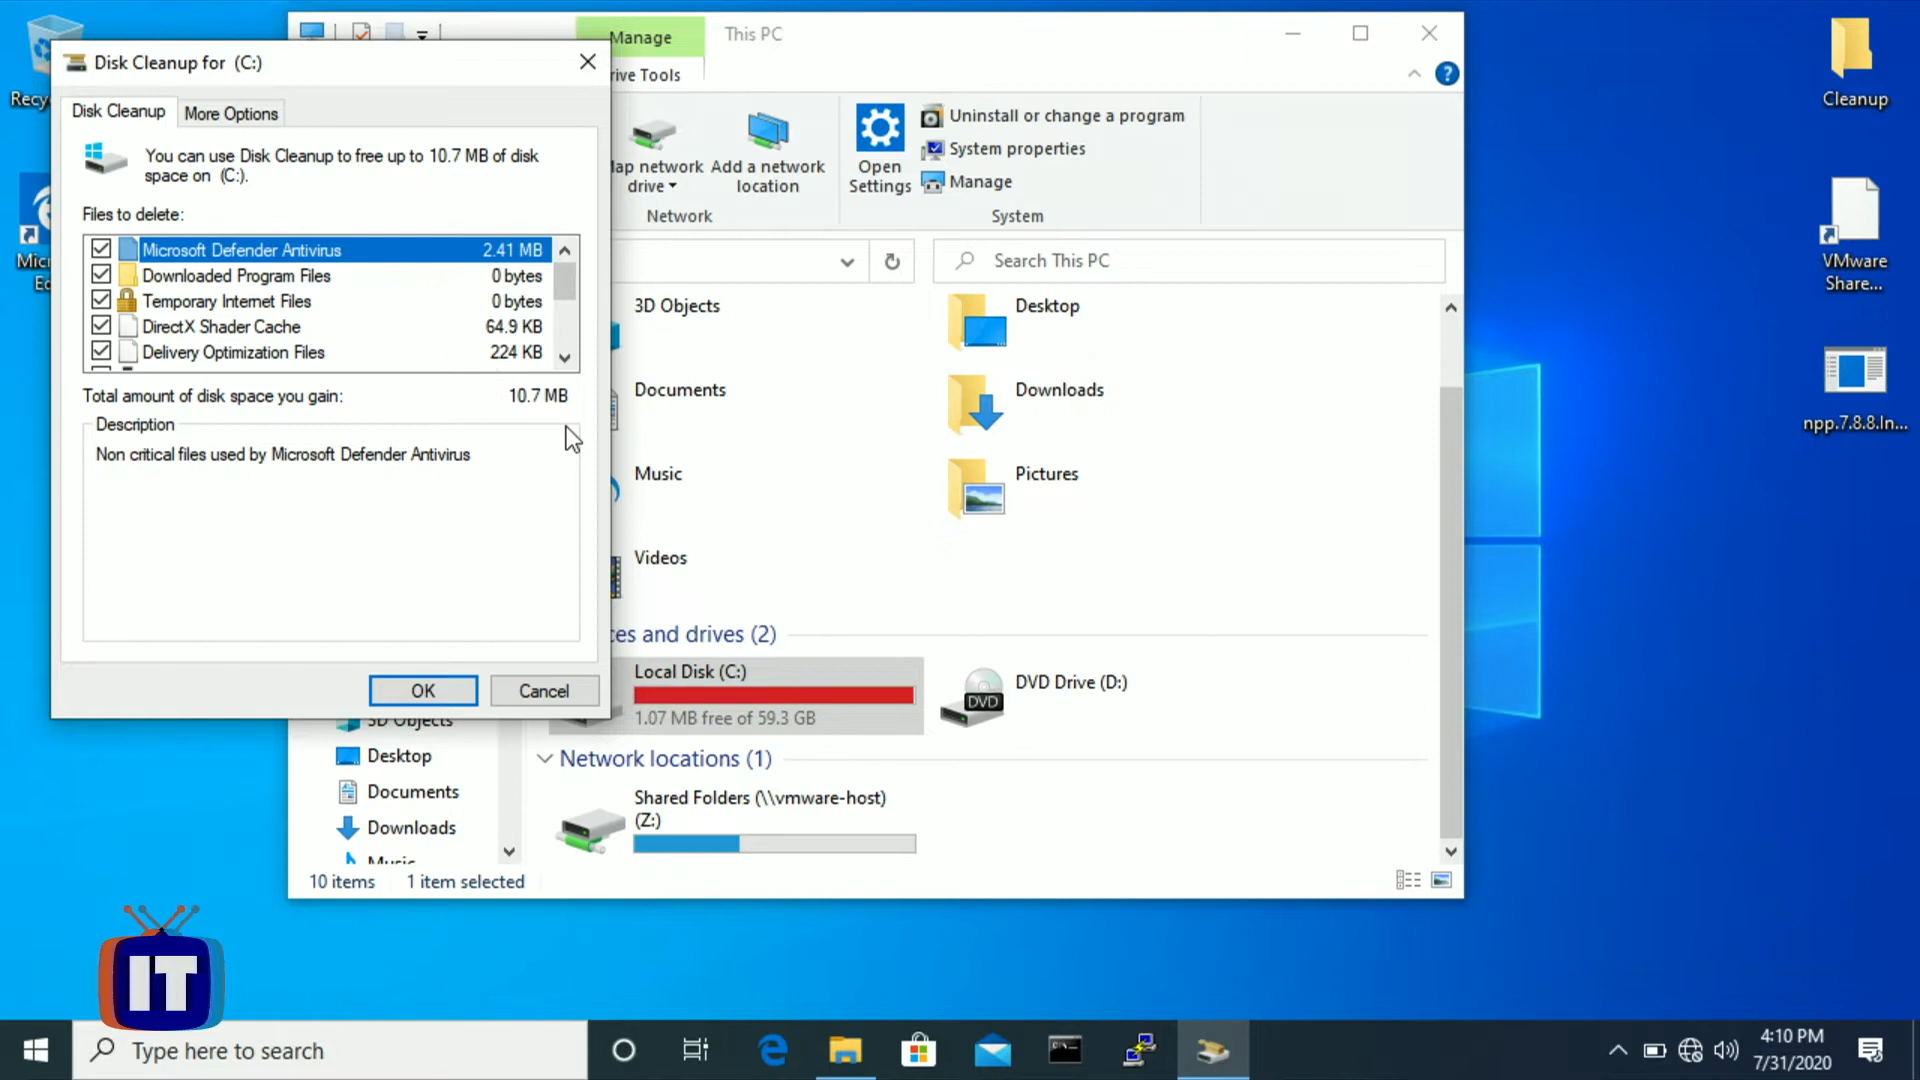 Recy
Micr
Ec
Disk Cleanup for (C:)
Disk Cleanup
More Options
You can use Disk Cleanup to free up to 10.7 MB of disk
space on (C:).
Files to delete:
Microsoft Defender Antivirus 2.41 MB
Downloaded Program Files 0 bytes
Temporary Internet Files 0 bytes
DirectX Shader Cache 64.9 KB
Delivery Optimization Files 224 KB
Total amount of disk space you gain: 10.7 MB
Description
Non critical files used by Microsoft Defender Antivirus
OK
Cancel
Manage
This PC
rive Tools
?
ap network
drive
Add a network
location
Network
Open
Settings
Uninstall or change a program
System properties
Manage
System
Search This PC
3D Objects
Desktop
Documents
Downloads
Music
Pictures
Videos
ces and drives (2)
Local Disk (C:)
1.07 MB free of 59.3 GB
DVD
DVD Drive (D:)
Network locations (1)
Shared Folders (\\vmware-host)
(Z:)
3D Objects
Desktop
Documents
Downloads
Music
10 items
1 item selected
Cleanup
VMware
Share...
npp.7.8.8.In...
IT
Type here to search
4:10 PM
7/31/2020